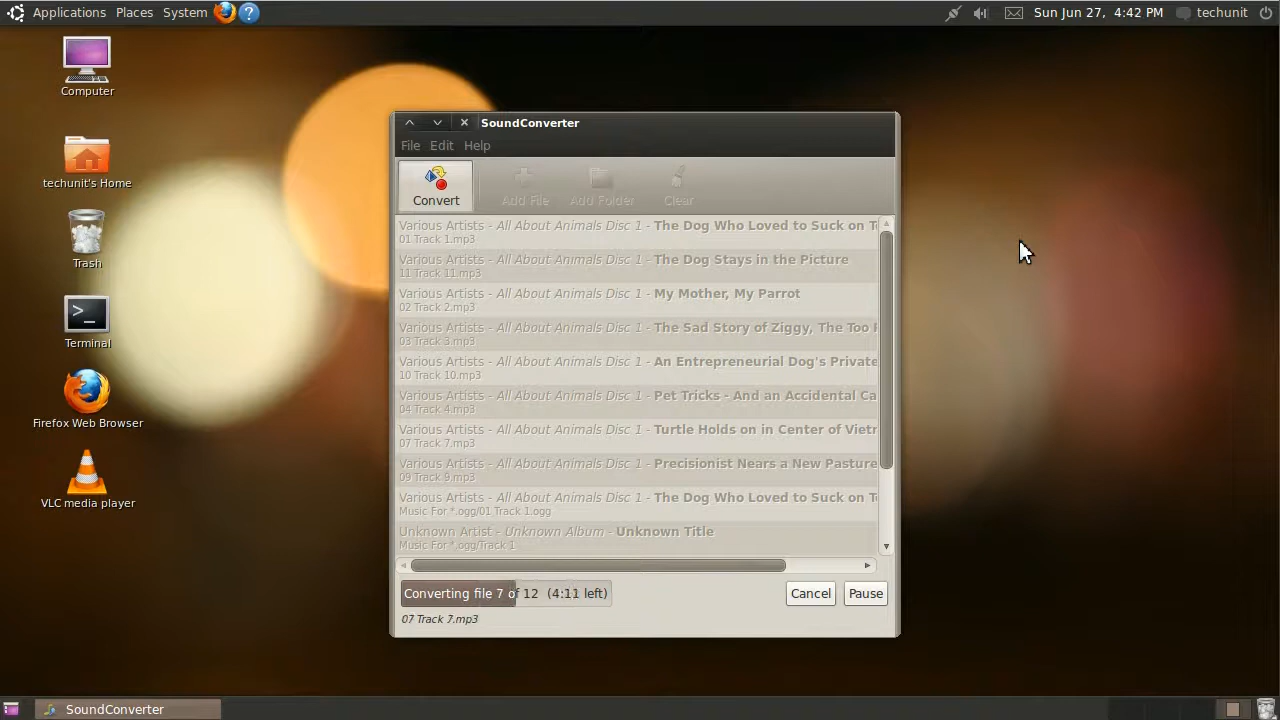 Applications Places System
Sun Jun 27, 4:42 PM techunit
Computer
techunit's Home
Trash
Terminal
Firefox Web Browser
VLC media player
SoundConverter
File Edit Help
Convert Add File Add Folder Clear
Various Artists - All About Animals Disc 1 - The Dog Who Loved to Suck on
01 Track 1.mp3
Various Artists - All About Animals Disc 1 - The Dog Stays in the Picture
11 Track 11.mp3
Various Artists - All About Animals Disc 1 - My Mother, My Parrot
02 Track 2.mp3
Various Artists - All About Animals Disc 1 - The Sad Story of Ziggy, The Too
03 Track 3.mp3
Various Artists - All About Animals Disc 1 - An Entrepreneurial Dog's Private
10 Track 10.mp3
Various Artists - All About Animals Disc 1 - Pet Tricks - And an Accidental Ca
04 Track 4.mp3
Various Artists - All About Animals Disc 1 - Turtle Holds on in Center of Vietn
07 Track 7.mp3
Various Artists - All About Animals Disc 1 - Precisionist Nears a New Pasture
09 Track 9.mp3
Various Artists - All About Animals Disc 1 - The Dog Who Loved to Suck on
Music For *.ogg/01 Track 1.ogg
Unknown Artist - Unknown Album - Unknown Title
Music For *.ogg/Track 1
Converting file 7 of 12 (4:11 left)
Cancel Pause
07 Track 7.mp3
SoundConverter